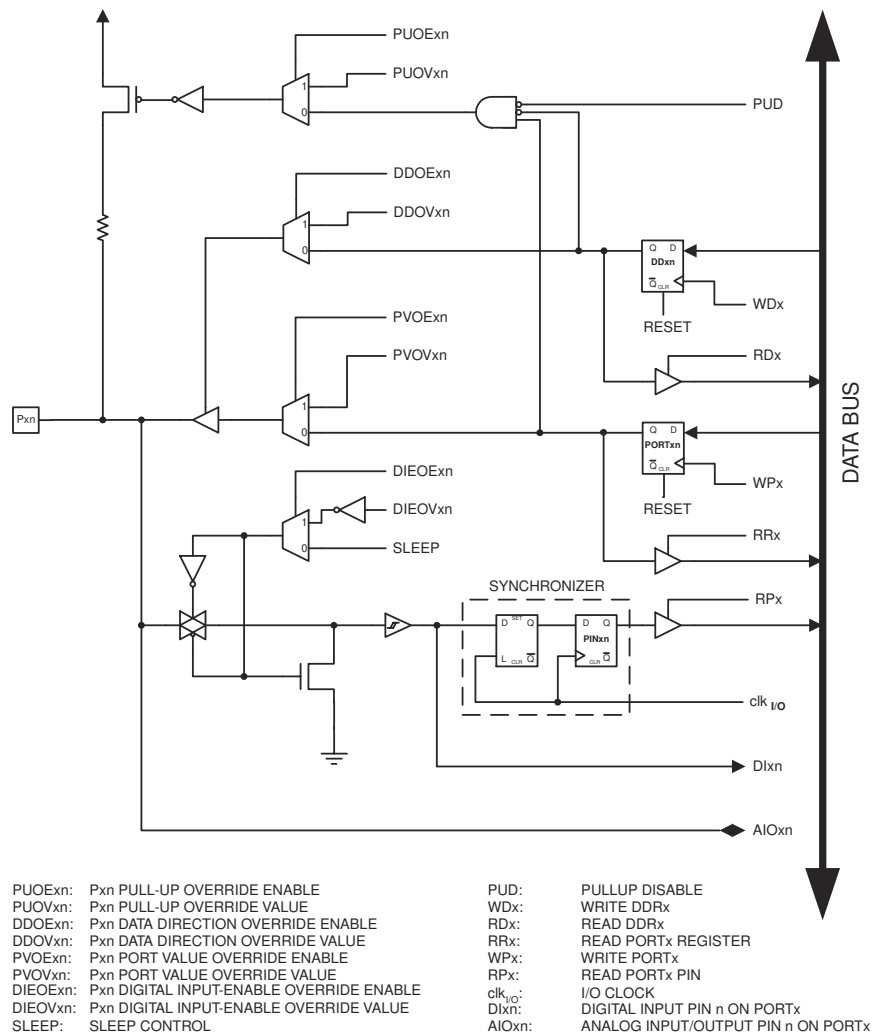 PUOExn
PUOVxn
1
0
PUD
DDOExn
DDOVxn
1
0
Q D
DDxn
Q CLR
WDx
RESET
PVOExn
PVOVxn
RDx
1
0
Pxn
Q D
PORTxn
Q CLR
DATA BUS
DIEOExn
WPx
DIEOVxn
RESET
1
0
SLEEP
RRx
SYNCHRONIZER
RPx
D SET Q
D Q
PINxn
L CLR Q
CLR Q
clk I/O
DIxn
AIOxn
PUOExn: Pxn PULL-UP OVERRIDE ENABLE
PUOVxn: Pxn PULL-UP OVERRIDE VALUE
DDOExn: Pxn DATA DIRECTION OVERRIDE ENABLE
DDOVxn: Pxn DATA DIRECTION OVERRIDE VALUE
PVOExn: Pxn PORT VALUE OVERRIDE ENABLE
PVOVxn: Pxn PORT VALUE OVERRIDE VALUE
DIEOExn: Pxn DIGITAL INPUT-ENABLE OVERRIDE ENABLE
DIEOVxn: Pxn DIGITAL INPUT-ENABLE OVERRIDE VALUE
SLEEP: SLEEP CONTROL
PUD: PULLUP DISABLE
WDx: WRITE DDRx
RDx: READ DDRx
RRx: READ PORTx REGISTER
WPx: WRITE PORTx
RPx: READ PORTx PIN
clk I/O: I/O CLOCK
DIxn: DIGITAL INPUT PIN n ON PORTx
AIOxn: ANALOG INPUT/OUTPUT PIN n ON PORTx